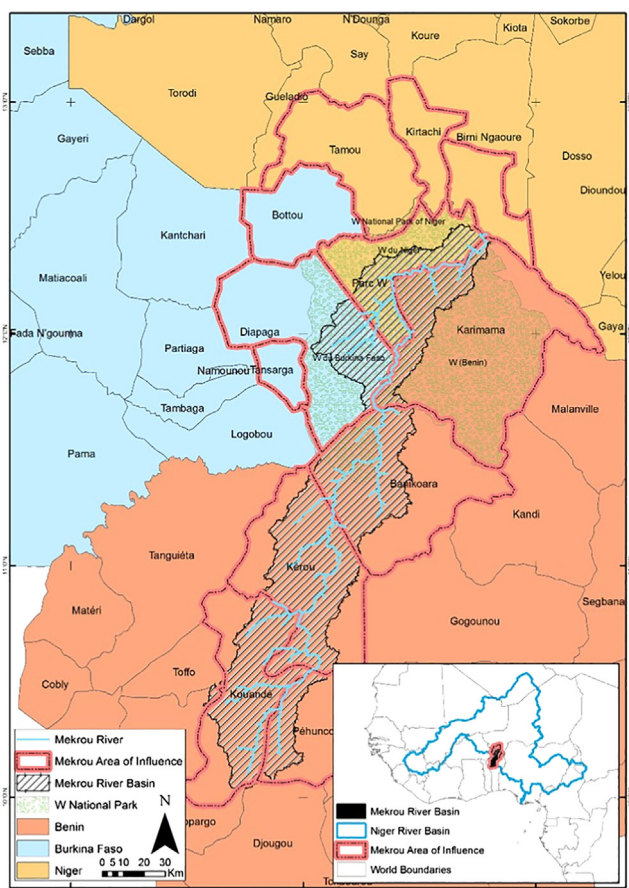 Dargol
Namaro
N'Dounga
Koure
Kiota
Sokorbe
Sebba
Say
Torodi
Gueladio
Kirtachi
Birni Ngaoure
Gayeri
Tamou
Dosso
Dioundou
Bottou
W National Park of Niger
Kantchari
W du Niger
Matiacoali
Parc W
Yelou
Fada N'gouma
Diapaga
Karimama
Gaya
Partiaga
W du Burkina Faso
W (Benin)
Namounou
Tansarga
Tambaga
Malanville
Logobou
Pama
Banikoara
Kandi
Tanguiéta
Kérou
Segbana
Matéri
Gogounou
Toffo
Cobly
Kouandé
Péhunco
Djougou
Mekrou River
Mekrou Area of Influence
Mekrou River Basin
W National Park
Benin
Burkina Faso
Niger
N
0 5 10 20 30
Km
Mekrou River Basin
Niger River Basin
Mekrou Area of Influence
World Boundaries